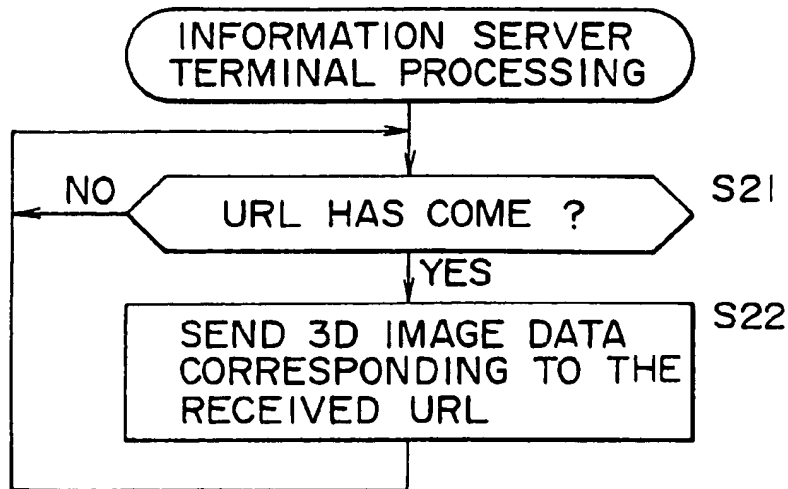 INFORMATION SERVER
TERMINAL PROCESSING
NO
URL HAS COME ?
S21
YES
SEND 3D IMAGE DATA
CORRESPONDING TO THE
RECEIVED URL
S22